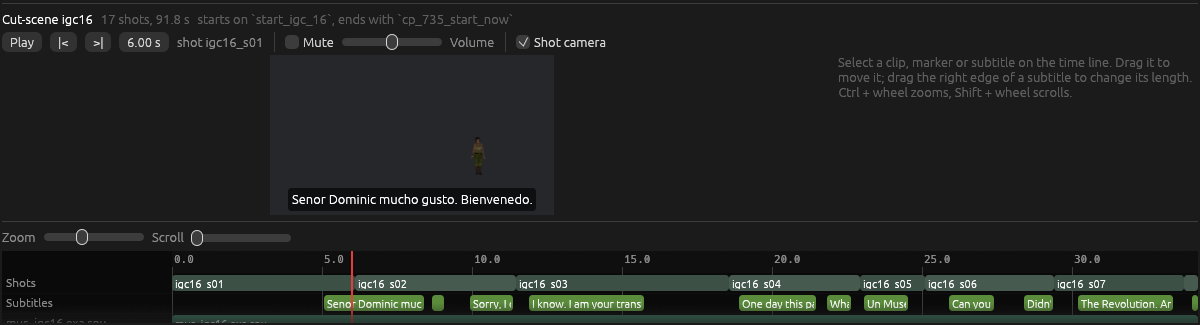 Cut-scene igc16 17 shots, 91.8 s starts on `start_igc_16`, ends with `cp_735_start_now`
Play |< >| 6.00 s shot igc16_s01 Mute Volume Shot camera
Select a clip, marker or subtitle on the time line. Drag it to
move it; drag the right edge of a subtitle to change its length.
Ctrl + wheel zooms, Shift + wheel scrolls.
Senor Dominic mucho gusto. Bienvenedo.
Zoom Scroll
0.0 5.0 10.0 15.0 20.0 25.0 30.0
Shots igc16_s01 igc16_s02 igc16_s03 igc16_s04 igc16_s05 igc16_s06 igc16_s07
Subtitles Senor Dominic muc Sorry, I I know. I am your trans One day this pa Wha Un Muse Can you Didn' The Revolution. Ar